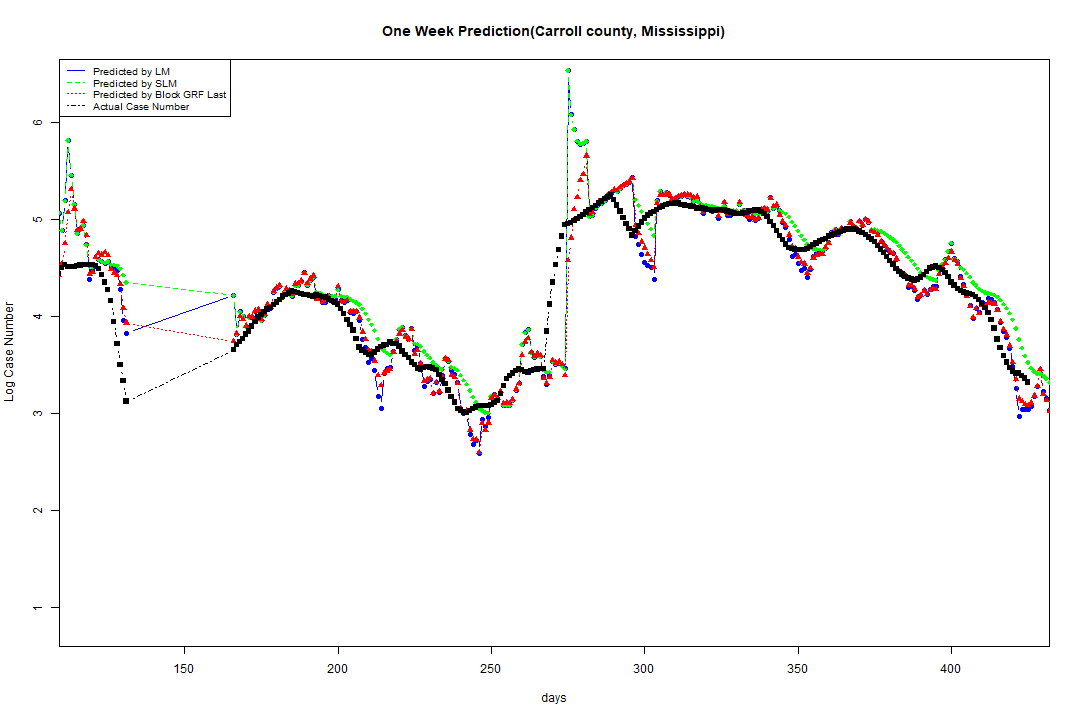 One Week Prediction(Carroll county, Mississippi)
Predicted by LM
Predicted by SLM
Predicted by Block GRF Last
Actual Case Number
6
5
4
3
2
1
Log Case Number
150 200 250 300 350 400
days